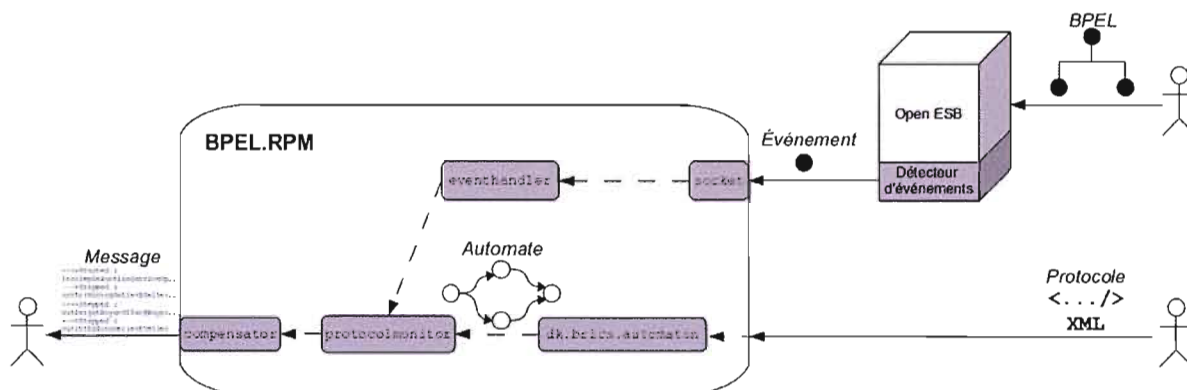 BPEL
Open ESB
BPEL.RPM
Événement
eventhandler
socket
Détecteur
d'événements
Message
Automate
Protocole
<.../>
XML
compensator
protocolmonitor
dk.brics.automaton